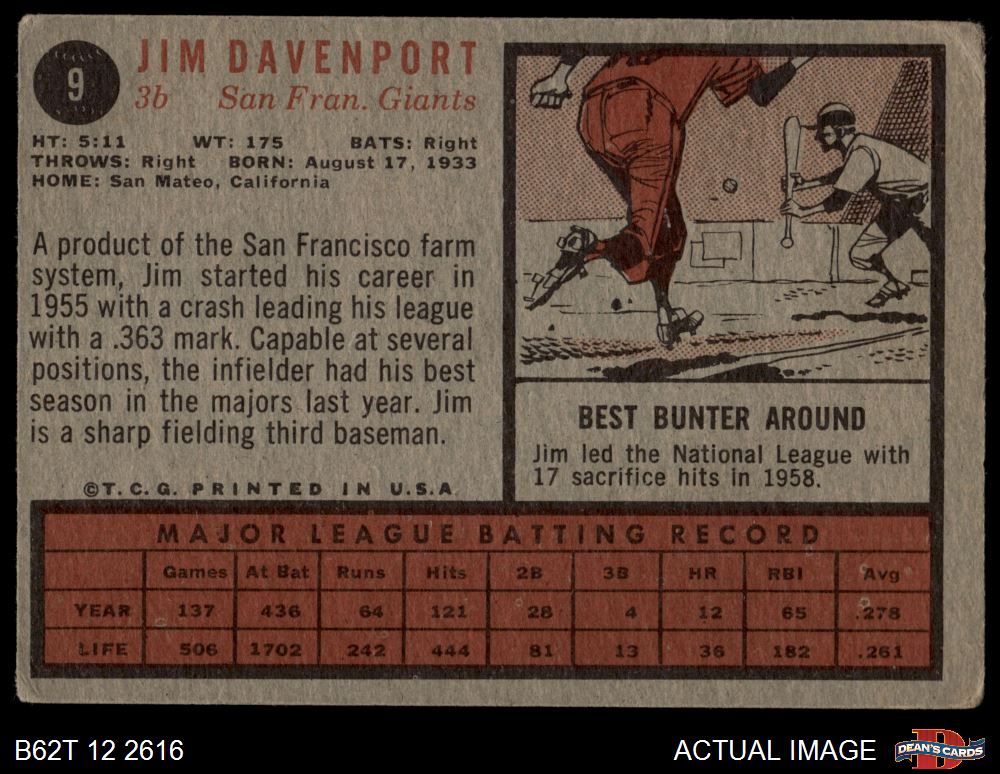 9
JIM DAVENPORT
3b San Fran. Giants
HT: 5:11 WT: 175 BATS: Right
THROWS: Right BORN: August 17, 1933
HOME: San Mateo, California
A product of the San Francisco farm
system, Jim started his career in
1955 with a crash leading his league
with a .363 mark. Capable at several
positions, the infielder had his best
season in the majors last year. Jim
is a sharp fielding third baseman.
©T.C.G. PRINTED IN U.S.A.
BEST BUNTER AROUND
Jim led the National League with
17 sacrifice hits in 1958.
MAJOR LEAGUE BATTING RECORD
Games At Bat Runs Hits 2B 3B HR RBI Avg
YEAR 137 436 64 121 28 4 12 65 .278
LIFE 506 1702 242 444 81 13 36 182 .261
B62T 12 2616
ACTUAL IMAGE
D
DEAN'S CARDS